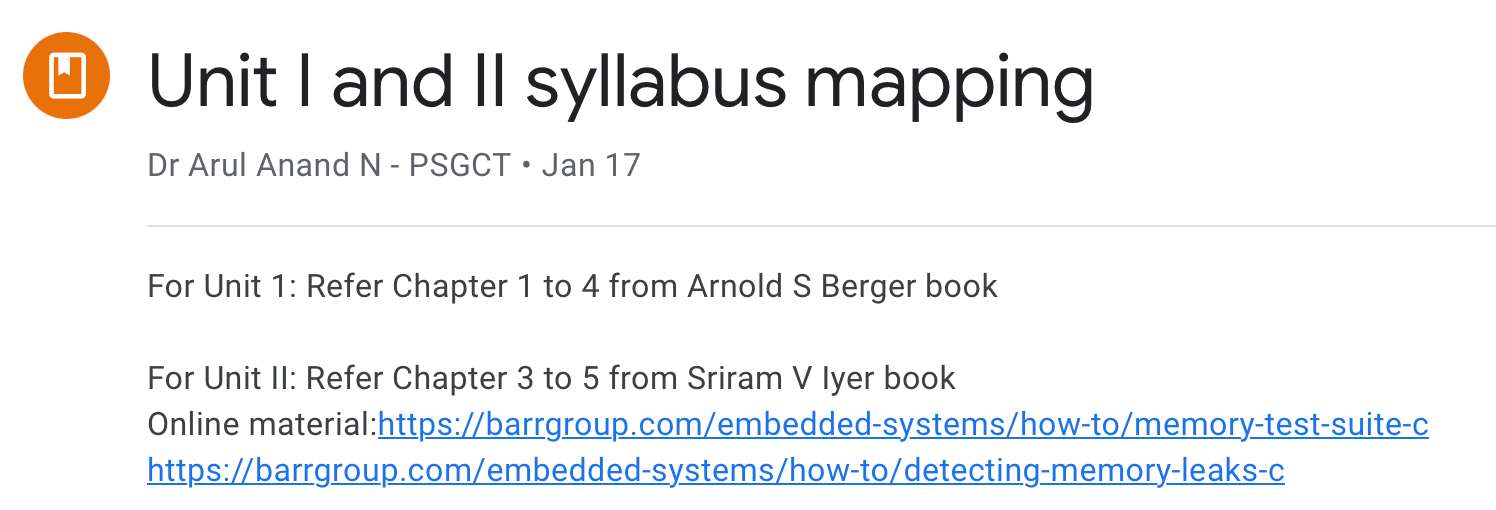 Unit I and II syllabus mapping
Dr Arul Anand N - PSGCT • Jan 17
For Unit 1: Refer Chapter 1 to 4 from Arnold S Berger book
For Unit II: Refer Chapter 3 to 5 from Sriram V Iyer book
Online material:https://barrgroup.com/embedded-systems/how-to/memory-test-suite-c
https://barrgroup.com/embedded-systems/how-to/detecting-memory-leaks-c